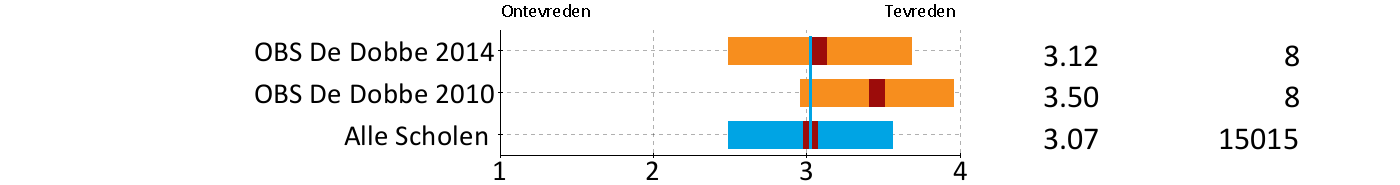 Ontevreden Tevreden
OBS De Dobbe 2014 3.12 8
OBS De Dobbe 2010 3.50 8
Alle Scholen 3.07 15015
1 2 3 4